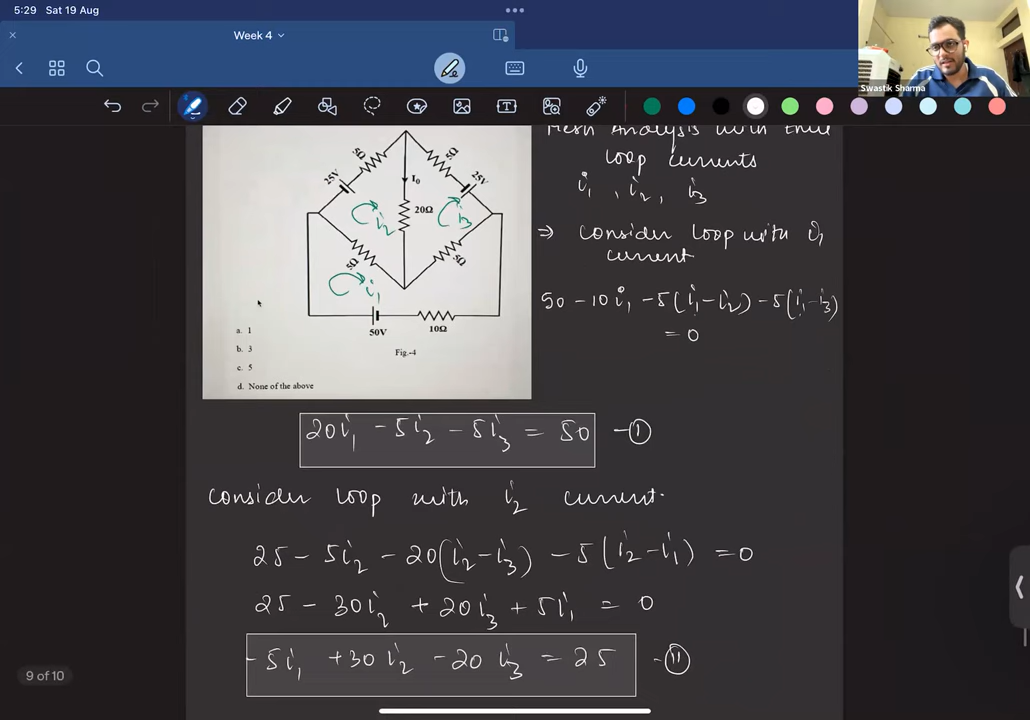 5:29 Sat 19 Aug
Week 4
Swastik Sharma
Mesh Analysis with three
loop currents
i₁, i₂, i₃
⇒ Consider loop with i₁
current
50 - 10i₁ - 5(i₁ - i₂) - 5(i₁ - i₃)
= 0
5Ω
5Ω
25V
25V
I₀
20Ω
i₂
i₃
5Ω
5Ω
i₁
50V
10Ω
Fig.-4
a. 1
b. 3
c. 5
d. None of the above
20i₁ - 5i₂ - 5i₃ = 50 - ①
Consider loop with i₂ current.
25 - 5i₂ - 20(i₂ - i₃) - 5(i₂ - i₁) = 0
25 - 30i₂ + 20i₃ + 5i₁ = 0
-5i₁ + 30i₂ - 20i₃ = 25 - ⑪
9 of 10